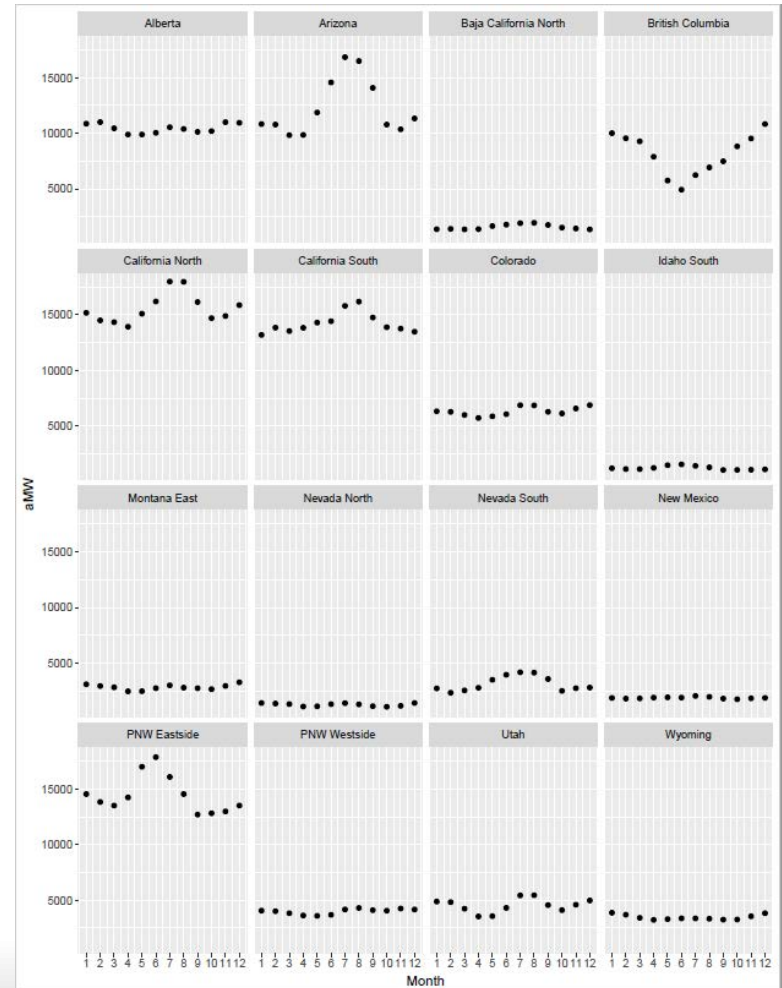 Alberta Arizona Baja California North British Columbia
15000
10000
5000
California North California South Colorado Idaho South
15000
10000
5000
aMW
Montana East Nevada North Nevada South New Mexico
15000
10000
5000
PNW Eastside PNW Westside Utah Wyoming
15000
10000
5000
1 2 3 4 5 6 7 8 9 10 11 12 1 2 3 4 5 6 7 8 9 10 11 12 1 2 3 4 5 6 7 8 9 10 11 12 1 2 3 4 5 6 7 8 9 10 11 12
Month